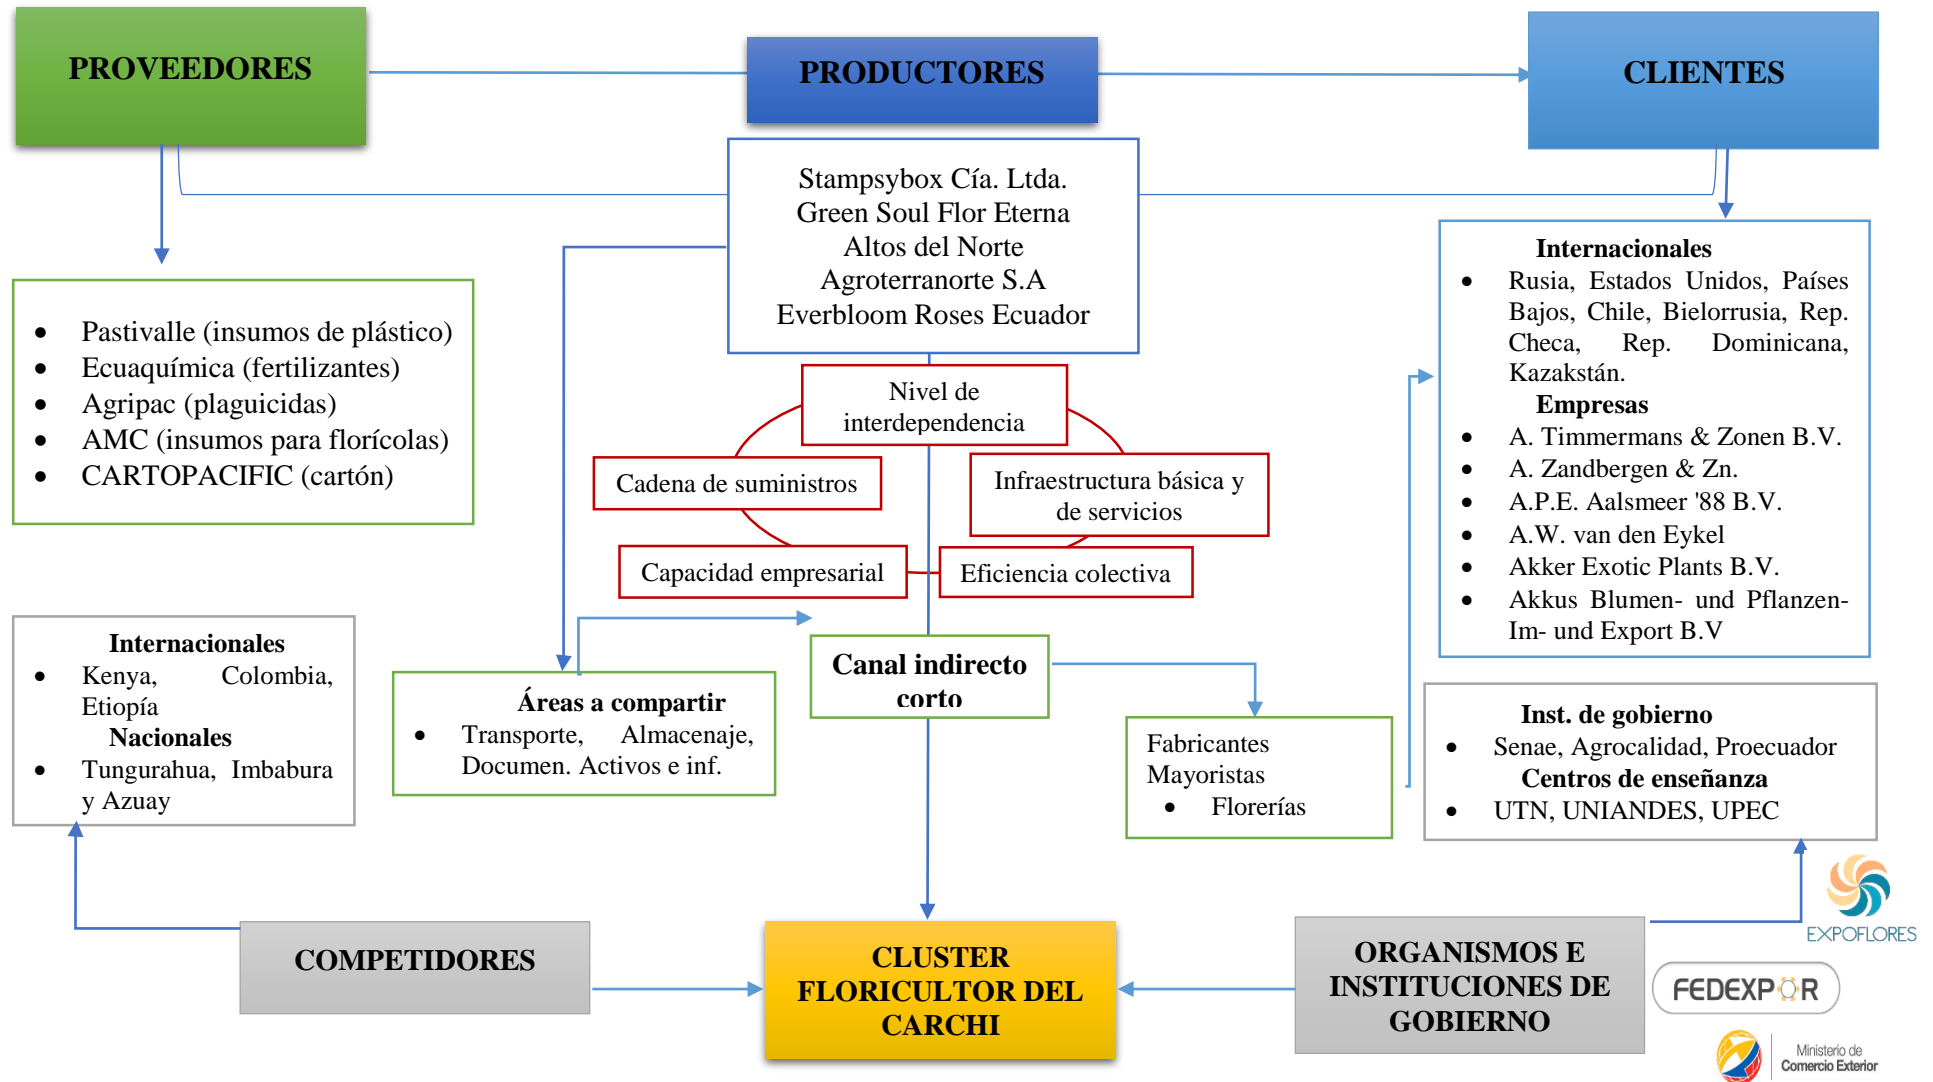 PROVEEDORES
PRODUCTORES
CLIENTES
Stampsybox Cía. Ltda.
Green Soul Flor Eterna
Altos del Norte
Agroterranorte S.A
Everbloom Roses Ecuador
• Pastivalle (insumos de plástico)
• Ecuaquímica (fertilizantes)
• Agripac (plaguicidas)
• AMC (insumos para florícolas)
• CARTOPACIFIC (cartón)
Nivel de
interdependencia
Cadena de suministros
Infraestructura básica y
de servicios
Capacidad empresarial
Eficiencia colectiva
Internacionales
• Rusia, Estados Unidos, Países
Bajos, Chile, Bielorrusia, Rep.
Checa, Rep. Dominicana,
Kazakstán.
Empresas
• A. Timmermans & Zonen B.V.
• A. Zandbergen & Zn.
• A.P.E. Aalsmeer '88 B.V.
• A.W. van den Eykel
• Akker Exotic Plants B.V.
• Akkus Blumen- und Pflanzen-
Im- und Export B.V
Internacionales
• Kenya, Colombia,
Etiopía
Nacionales
• Tungurahua, Imbabura
y Azuay
Áreas a compartir
• Transporte, Almacenaje,
Documen. Activos e inf.
Canal indirecto
corto
Fabricantes
Mayoristas
• Florerías
Inst. de gobierno
• Senae, Agrocalidad, Proecuador
Centros de enseñanza
• UTN, UNIANDES, UPEC
COMPETIDORES
CLUSTER
FLORICULTOR DEL
CARCHI
ORGANISMOS E
INSTITUCIONES DE
GOBIERNO
EXPOFLORES
FEDEXPOR
Ministerio de
Comercio Exterior